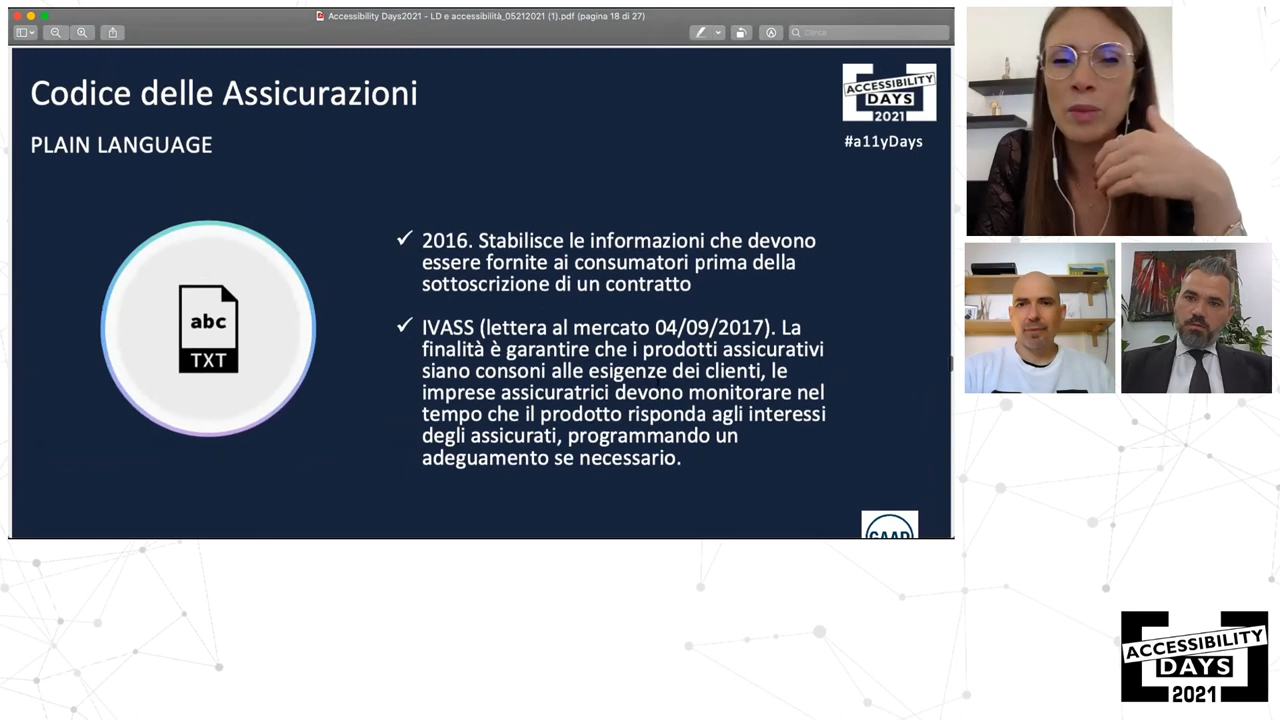 Accessibility Days2021 - LD e accessibilità_05212021 (1).pdf (pagina 18 di 27)
Cerca
Codice delle Assicurazioni
PLAIN LANGUAGE
ACCESSIBILITY
DAYS
2021
#a11yDays
abc
TXT
✓ 2016. Stabilisce le informazioni che devono
essere fornite ai consumatori prima della
sottoscrizione di un contratto
✓ IVASS (lettera al mercato 04/09/2017). La
finalità è garantire che i prodotti assicurativi
siano consoni alle esigenze dei clienti, le
imprese assicuratrici devono monitorare nel
tempo che il prodotto risponda agli interessi
degli assicurati, programmando un
adeguamento se necessario.
ACCESSIBILITY
DAYS
2021